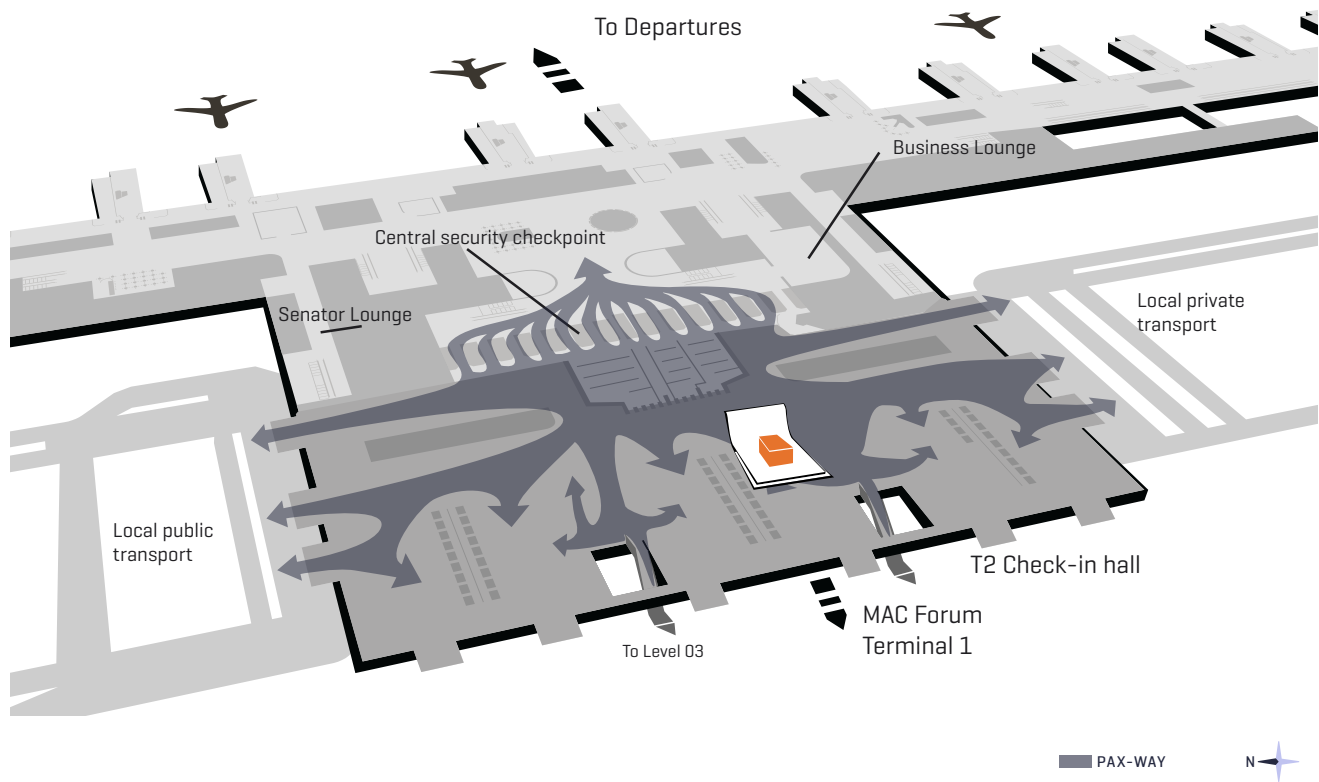 To Departures
Business Lounge
Central security checkpoint
Senator Lounge
Local private
transport
Local public
transport
T2 Check-in hall
MAC Forum
Terminal 1
To Level 03
PAX-WAY
N